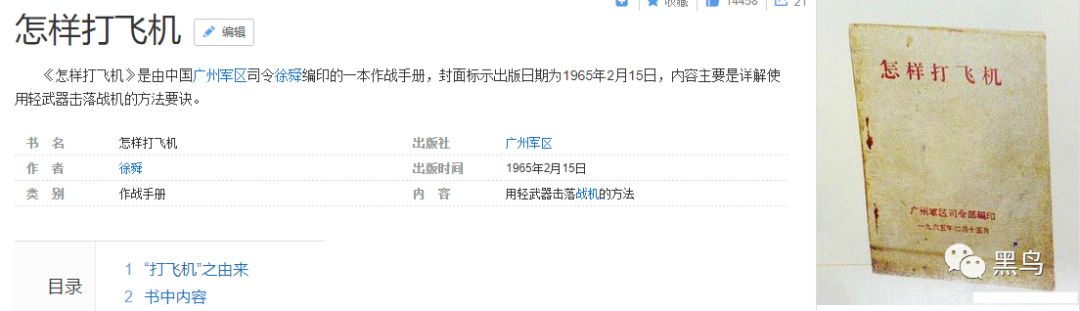 收藏 14458 21
怎样打飞机 编辑
《怎样打飞机》是由中国广州军区司令徐舜编印的一本作战手册，封面标示出版日期为1965年2月15日，内容主要是详解使
用轻武器击落战机的方法要诀。
书 名 怎样打飞机 出版社 广州军区
作 者 徐舜 出版时间 1965年2月15日
类 别 作战手册 内 容 用轻武器击落战机的方法
目录
1 “打飞机”之由来
2 书中内容
怎样打飞机
广州军区司令部编印
一九六五年二月十五日
黑鸟